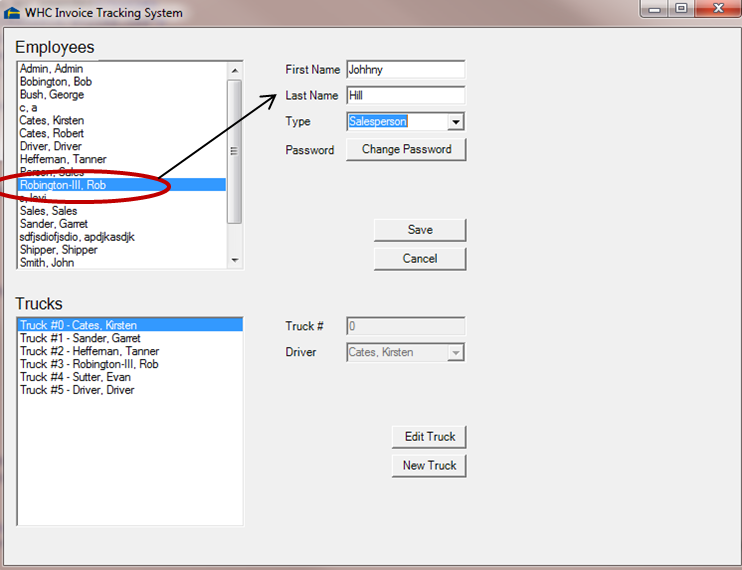 WHC Invoice Tracking System
Employees
Admin, Admin
Bobington, Bob
Bush, George
c, a
Cates, Kirsten
Cates, Robert
Driver, Driver
Heffernan, Tanner
Person, Sales
Robington-III, Rob
s, levi
Sales, Sales
Sander, Garret
sdfjsdiofjsdio, apdjkasdjk
Shipper, Shipper
Smith, John
First Name Johhny
Last Name Hill
Type Salesperson
Password Change Password
Save
Cancel
Trucks
Truck #0 - Cates, Kirsten
Truck #1 - Sander, Garret
Truck #2 - Heffernan, Tanner
Truck #3 - Robington-III, Rob
Truck #4 - Sutter, Evan
Truck #5 - Driver, Driver
Truck # 0
Driver Cates, Kirsten
Edit Truck
New Truck